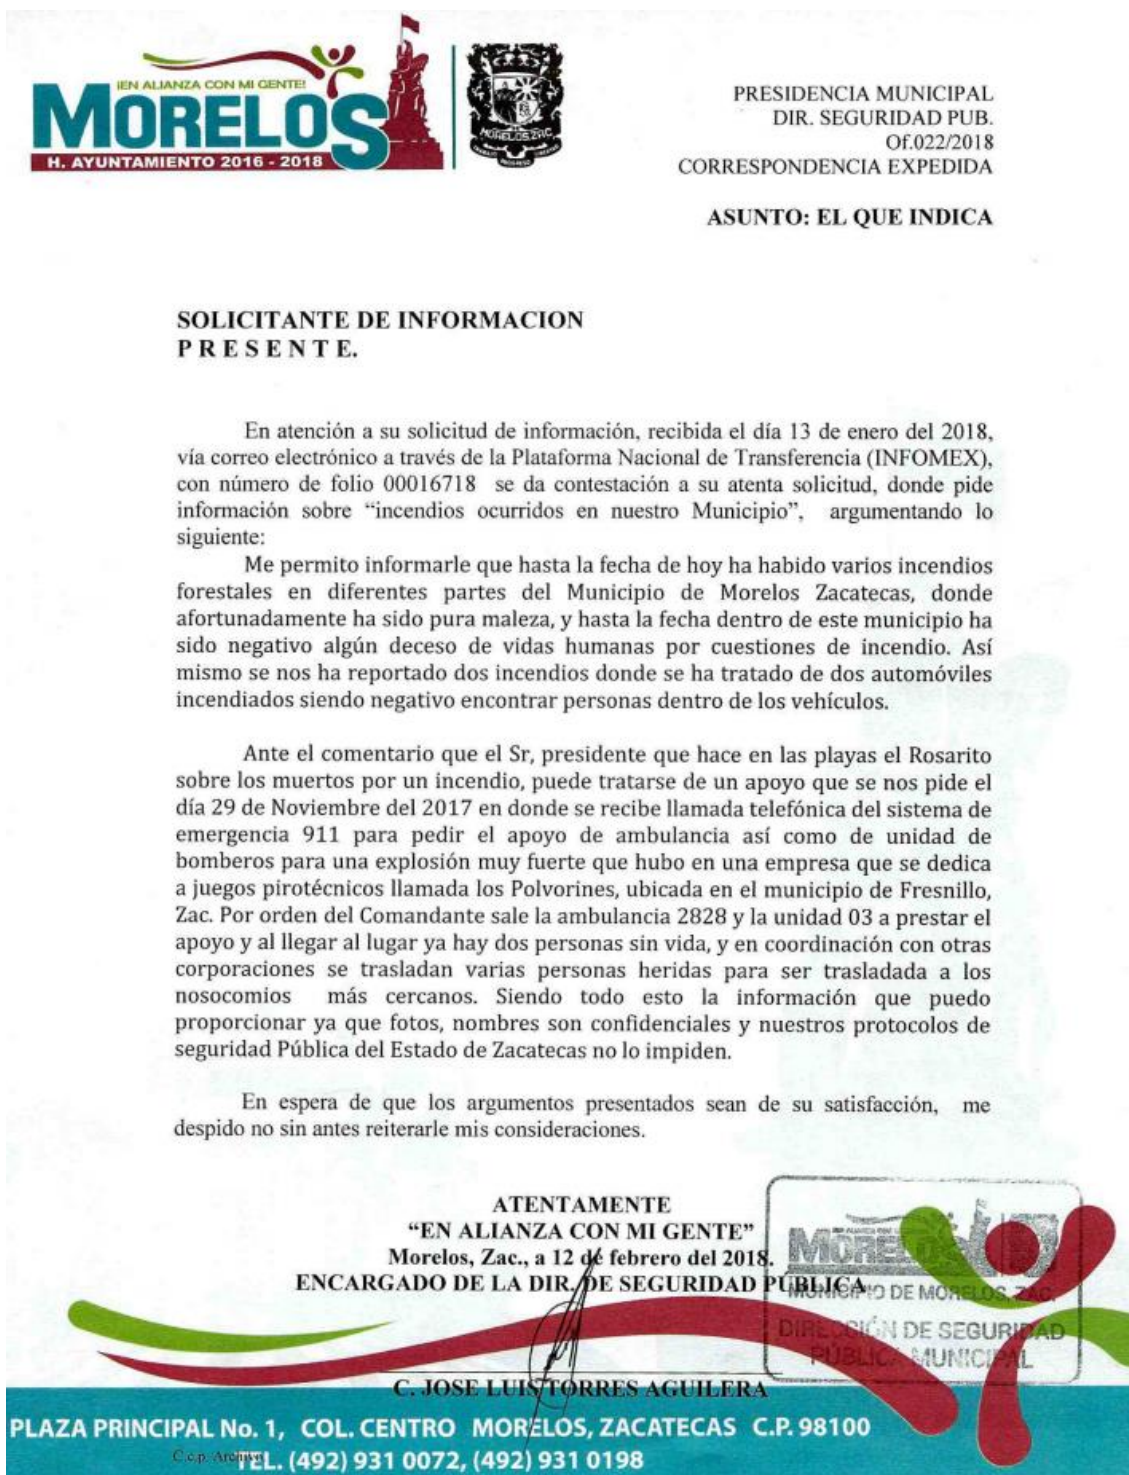 ¡EN ALIANZA CON MI GENTE!
MORELOS
H. AYUNTAMIENTO 2016 - 2018
MORELOS, ZAC.
PRESIDENCIA MUNICIPAL
DIR. SEGURIDAD PUB.
Of.022/2018
CORRESPONDENCIA EXPEDIDA
ASUNTO: EL QUE INDICA
SOLICITANTE DE INFORMACION
P R E S E N T E.
En atención a su solicitud de información, recibida el día 13 de enero del 2018,
vía correo electrónico a través de la Plataforma Nacional de Transferencia (INFOMEX),
con número de folio 00016718 se da contestación a su atenta solicitud, donde pide
información sobre “incendios ocurridos en nuestro Municipio”, argumentando lo
siguiente:
Me permito informarle que hasta la fecha de hoy ha habido varios incendios
forestales en diferentes partes del Municipio de Morelos Zacatecas, donde
afortunadamente ha sido pura maleza, y hasta la fecha dentro de este municipio ha
sido negativo algún deceso de vidas humanas por cuestiones de incendio. Así
mismo se nos ha reportado dos incendios donde se ha tratado de dos automóviles
incendiados siendo negativo encontrar personas dentro de los vehículos.
Ante el comentario que el Sr, presidente que hace en las playas el Rosarito
sobre los muertos por un incendio, puede tratarse de un apoyo que se nos pide el
día 29 de Noviembre del 2017 en donde se recibe llamada telefónica del sistema de
emergencia 911 para pedir el apoyo de ambulancia así como de unidad de
bomberos para una explosión muy fuerte que hubo en una empresa que se dedica
a juegos pirotécnicos llamada los Polvorines, ubicada en el municipio de Fresnillo,
Zac. Por orden del Comandante sale la ambulancia 2828 y la unidad 03 a prestar el
apoyo y al llegar al lugar ya hay dos personas sin vida, y en coordinación con otras
corporaciones se trasladan varias personas heridas para ser trasladada a los
nosocomios más cercanos. Siendo todo esto la información que puedo
proporcionar ya que fotos, nombres son confidenciales y nuestros protocolos de
seguridad Pública del Estado de Zacatecas no lo impiden.
En espera de que los argumentos presentados sean de su satisfacción, me
despido no sin antes reiterarle mis consideraciones.
ATENTAMENTE
“EN ALIANZA CON MI GENTE”
Morelos, Zac., a 12 de febrero del 2018.
ENCARGADO DE LA DIR. DE SEGURIDAD PÚBLICA
MORELOS
MUNICIPIO DE MORELOS, ZAC.
DIRECCIÓN DE SEGURIDAD
PÚBLICA MUNICIPAL
C. JOSE LUIS TORRES AGUILERA
PLAZA PRINCIPAL No. 1, COL. CENTRO MORELOS, ZACATECAS C.P. 98100
C.c.p. Archivo
TEL. (492) 931 0072, (492) 931 0198